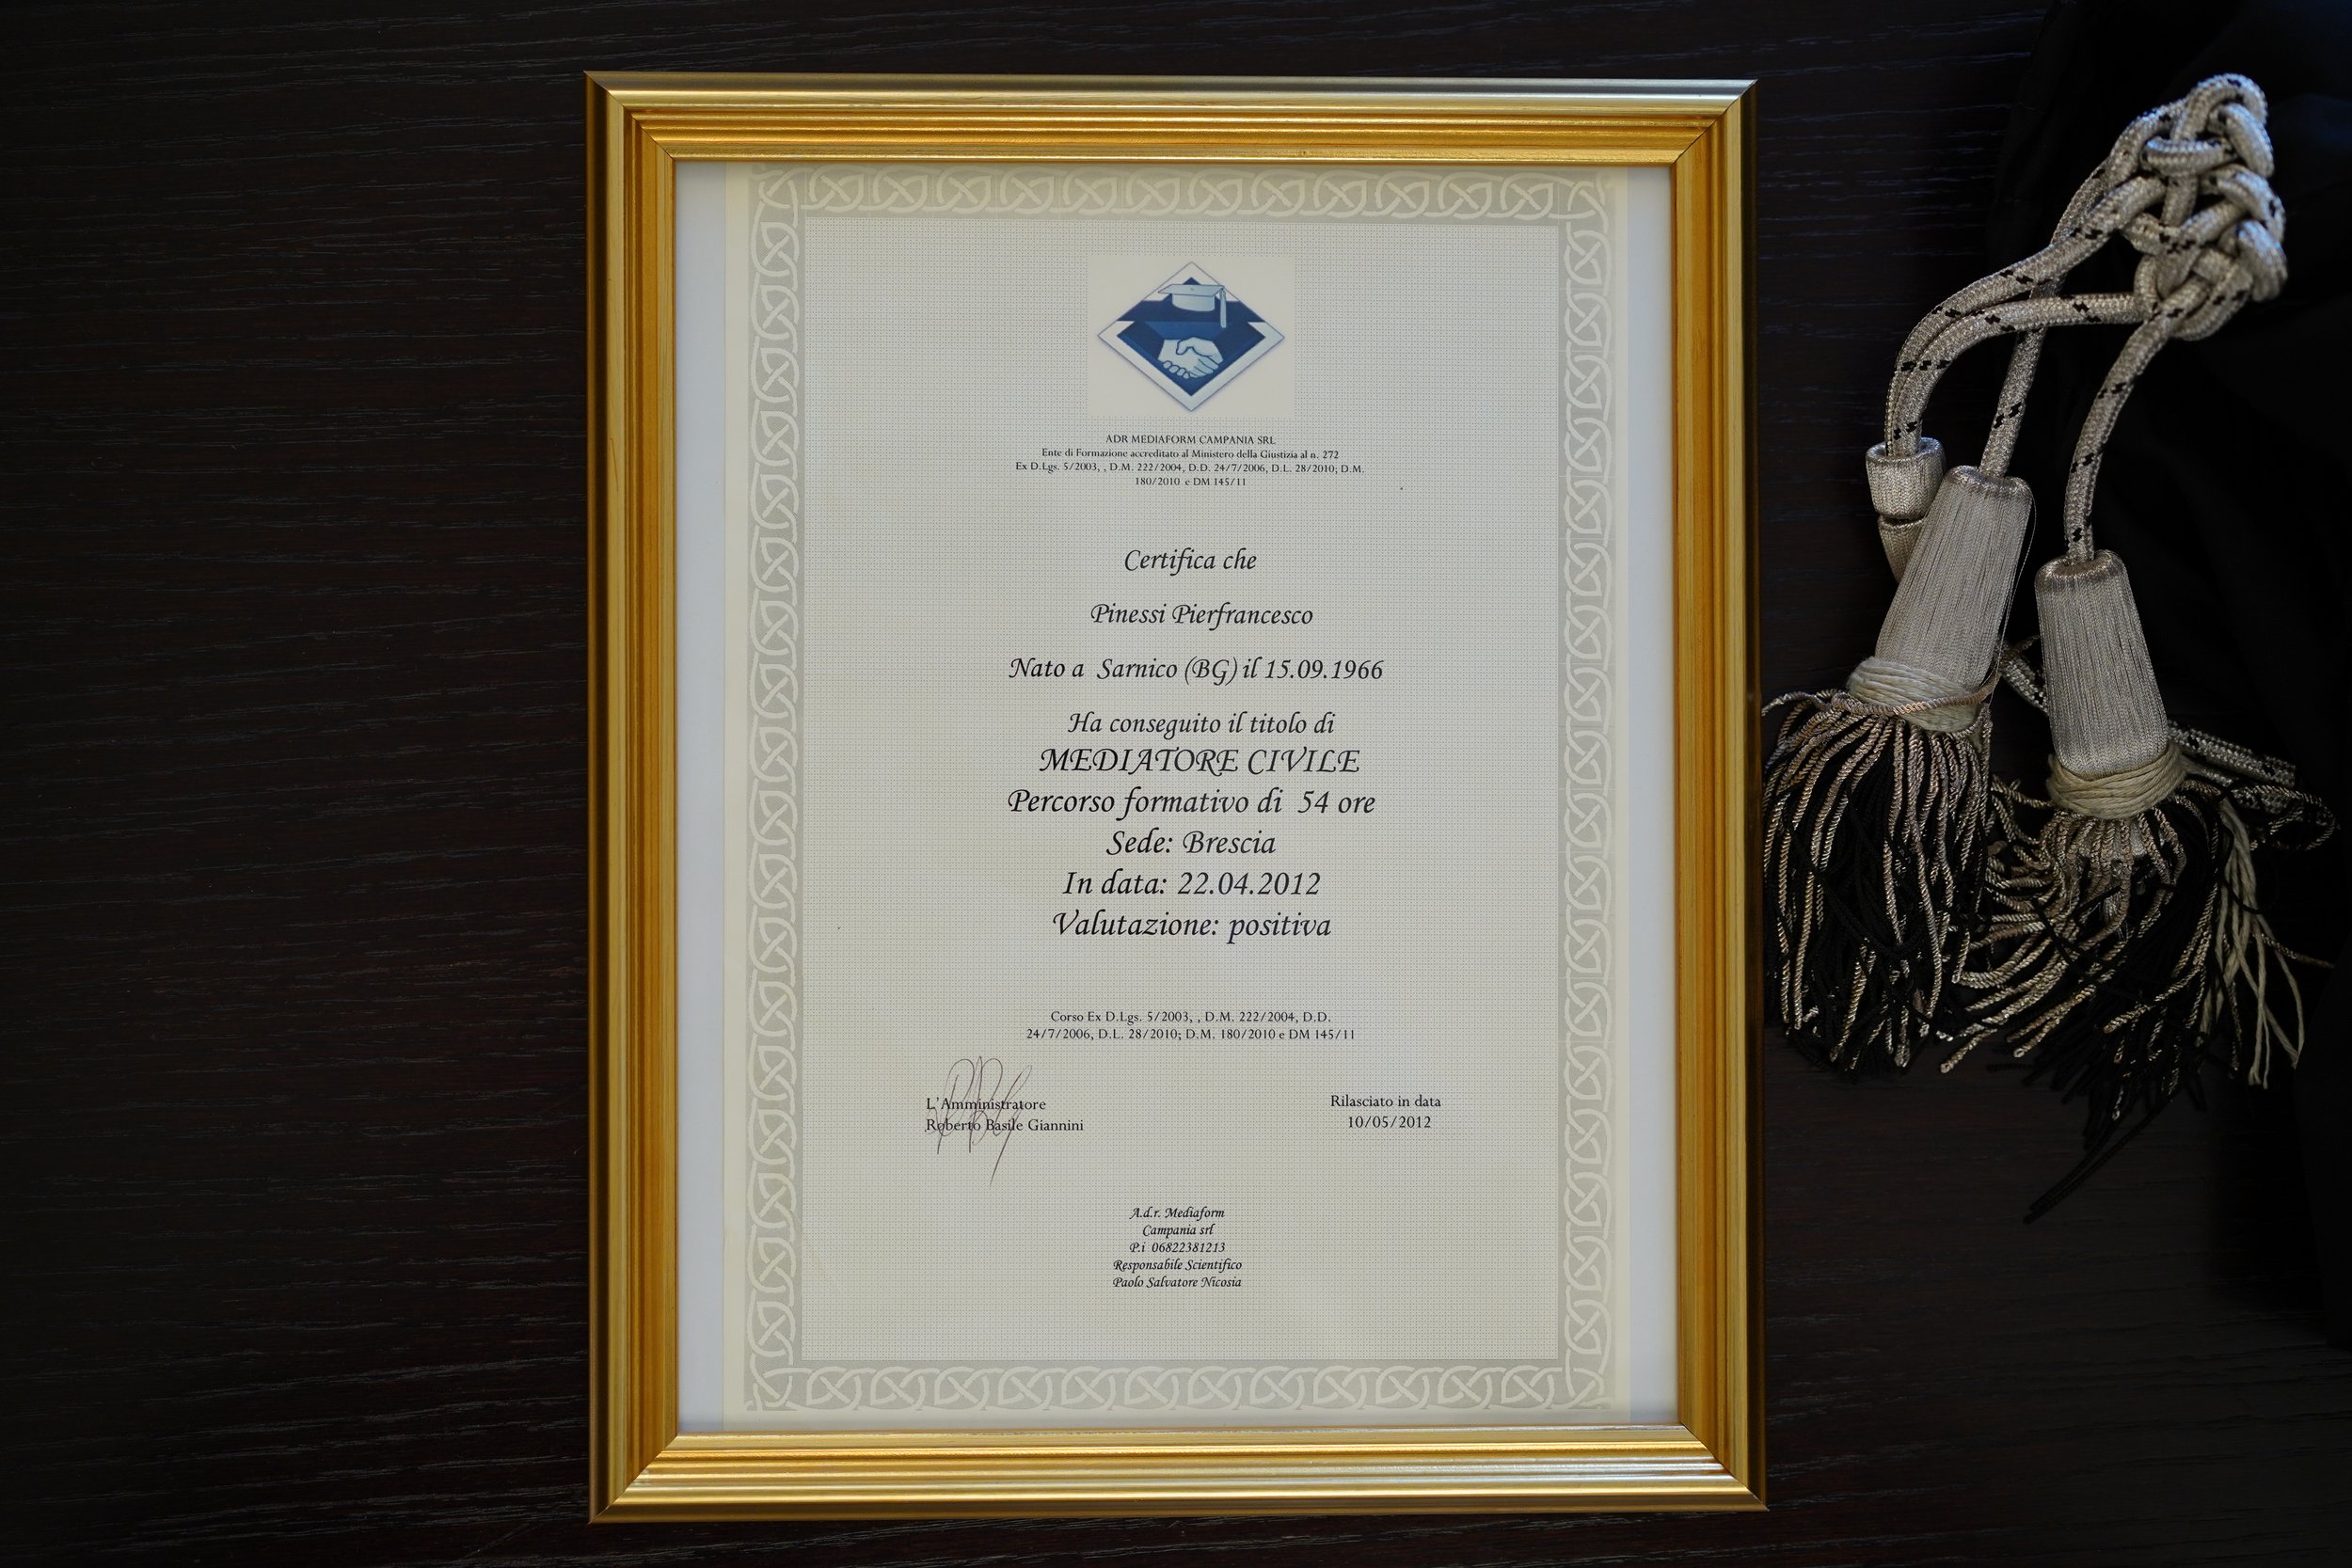 ADR MEDIAFORM CAMPANIA SRL
Ente di Formazione accreditato al Ministero della Giustizia al n. 272
Ex D.Lgs. 5/2003, , D.M. 222/2004, D.D. 24/7/2006, D.L. 28/2010; D.M.
180/2010 e DM 145/11
Certifica che
Pinessi Pierfrancesco
Nato a Sarnico (BG) il 15.09.1966
Ha conseguito il titolo di
MEDIATORE CIVILE
Percorso formativo di 54 ore
Sede: Brescia
In data: 22.04.2012
Valutazione: positiva
Corso Ex D.Lgs. 5/2003, , D.M. 222/2004, D.D.
24/7/2006, D.L. 28/2010; D.M. 180/2010 e DM 145/11
L'Amministratore
Roberto Basile Giannini
Rilasciato in data
10/05/2012
A.d.r. Mediaform
Campania srl
P.i 06822381213
Responsabile Scientifico
Paolo Salvatore Nicosia